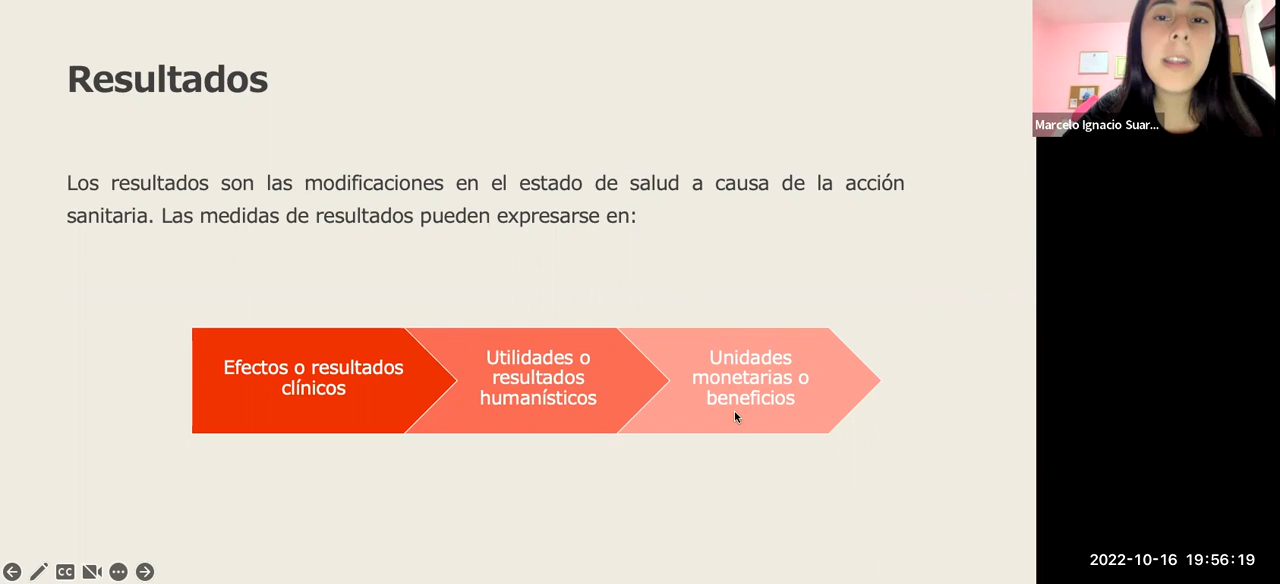 Resultados
Los resultados son las modificaciones en el estado de salud a causa de la acción
sanitaria. Las medidas de resultados pueden expresarse en:
Efectos o resultados
clínicos
Utilidades o
resultados
humanísticos
Unidades
monetarias o
beneficios
Marcelo Ignacio Suar...
CC
2022-10-16 19:56:19